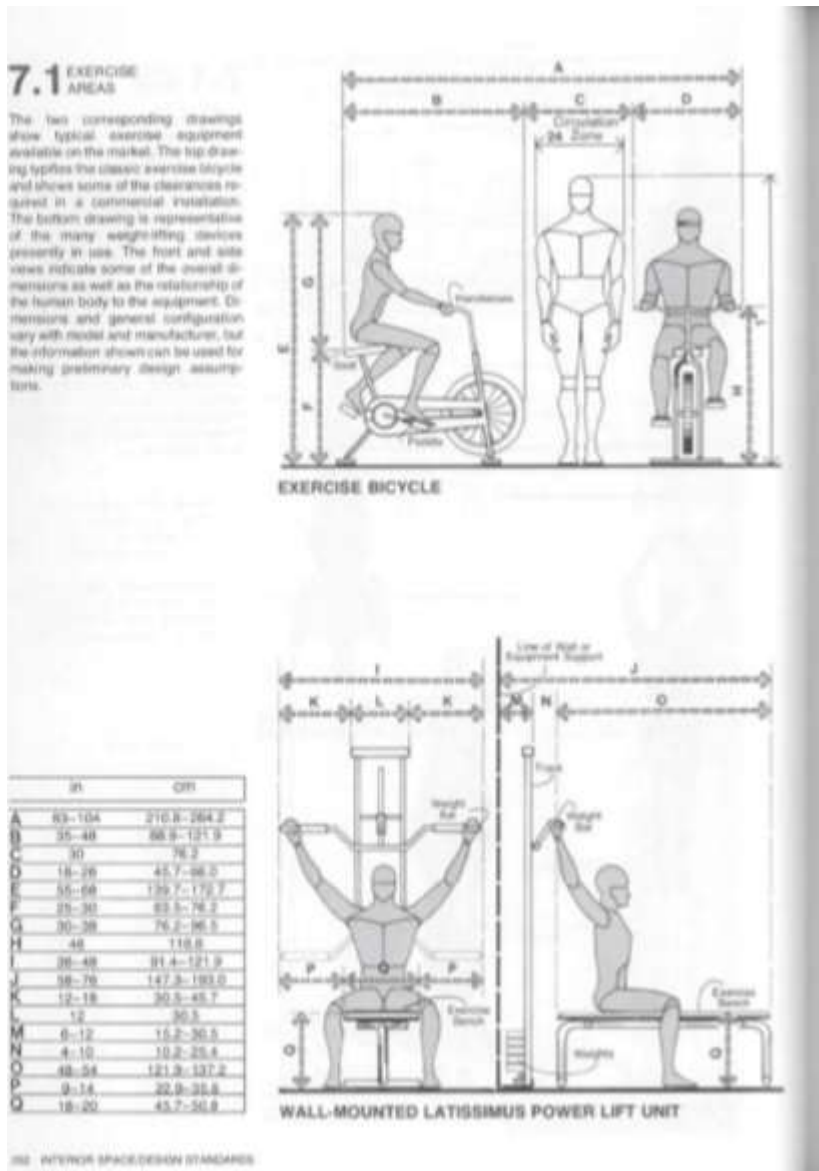 7.1 EXERCISE
AREAS
The two corresponding drawings
show typical exercise equipment
available on the market. The top draw-
ing typifies the classic exercise bicycle
and shows some of the clearances re-
quired in a commercial installation.
The bottom drawing is representative
of the many weight-lifting devices
presently in use. The front and side
views indicate some of the overall di-
mensions as well as the relationship of
the human body to the equipment. Di-
mensions and general configuration
vary with model and manufacturer, but
the information shown can be used for
making preliminary design assump-
tions.
A
B C D
Circulation
24 Zone
G
Handlebars
E
Seat
F
H
Pedals
EXERCISE BICYCLE
Line of Wall or
Equipment Support
I J
K L K M N O
Track
Weight
Bar
Weight
Bar
P Q P
Exercise
Bench
Exercise
Bench
Q
Weights
Q
WALL-MOUNTED LATISSIMUS POWER LIFT UNIT
in cm
A 83–104 210.8–264.2
B 35–48 88.9–121.9
C 30 76.2
D 18–26 45.7–66.0
E 55–68 139.7–172.7
F 25–30 63.5–76.2
G 30–38 76.2–96.5
H 46 116.8
I 36–48 91.4–121.9
J 58–76 147.3–193.0
K 12–18 30.5–45.7
L 12 30.5
M 6–12 15.2–30.5
N 4–10 10.2–25.4
O 48–54 121.9–137.2
P 9–14 22.9–35.6
Q 18–20 45.7–50.8
INTERIOR SPACE/DESIGN STANDARDS